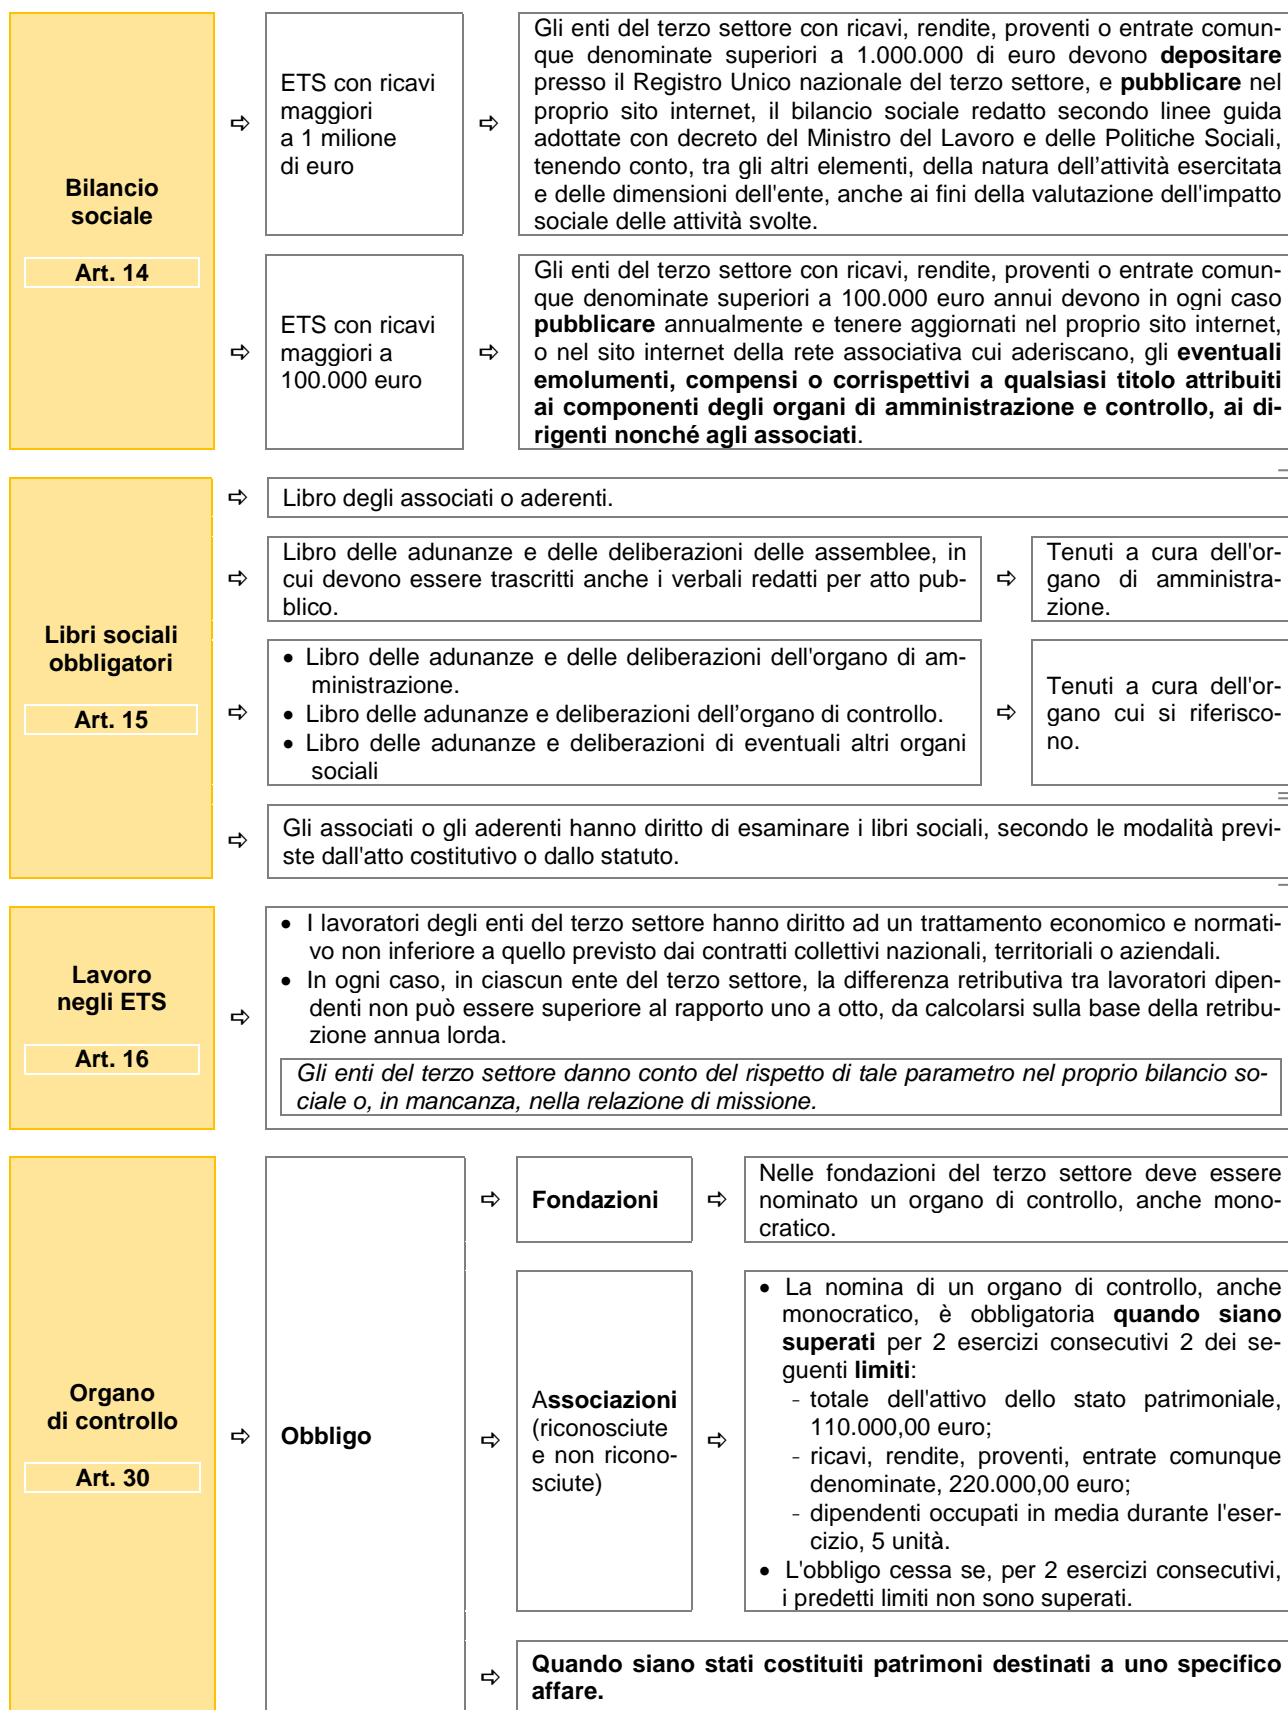 Bilancio
sociale
Art. 14
ETS con ricavi
maggiori
a 1 milione
di euro
Gli enti del terzo settore con ricavi, rendite, proventi o entrate comun-
que denominate superiori a 1.000.000 di euro devono depositare
presso il Registro Unico nazionale del terzo settore, e pubblicare nel
proprio sito internet, il bilancio sociale redatto secondo linee guida
adottate con decreto del Ministro del Lavoro e delle Politiche Sociali,
tenendo conto, tra gli altri elementi, della natura dell’attività esercitata
e delle dimensioni dell'ente, anche ai fini della valutazione dell'impatto
sociale delle attività svolte.
ETS con ricavi
maggiori a
100.000 euro
Gli enti del terzo settore con ricavi, rendite, proventi o entrate comun-
que denominate superiori a 100.000 euro annui devono in ogni caso
pubblicare annualmente e tenere aggiornati nel proprio sito internet,
o nel sito internet della rete associativa cui aderiscano, gli eventuali
emolumenti, compensi o corrispettivi a qualsiasi titolo attribuiti
ai componenti degli organi di amministrazione e controllo, ai di-
rigenti nonché agli associati.
Libri sociali
obbligatori
Art. 15
Libro degli associati o aderenti.
Libro delle adunanze e delle deliberazioni delle assemblee, in
cui devono essere trascritti anche i verbali redatti per atto pub-
blico.
Tenuti a cura dell'or-
gano di amministra-
zione.
• Libro delle adunanze e delle deliberazioni dell'organo di am-
ministrazione.
• Libro delle adunanze e deliberazioni dell’organo di controllo.
• Libro delle adunanze e deliberazioni di eventuali altri organi
sociali
Tenuti a cura dell'or-
gano cui si riferisco-
no.
Gli associati o gli aderenti hanno diritto di esaminare i libri sociali, secondo le modalità previ-
ste dall'atto costitutivo o dallo statuto.
Lavoro
negli ETS
Art. 16
• I lavoratori degli enti del terzo settore hanno diritto ad un trattamento economico e normati-
vo non inferiore a quello previsto dai contratti collettivi nazionali, territoriali o aziendali.
• In ogni caso, in ciascun ente del terzo settore, la differenza retributiva tra lavoratori dipen-
denti non può essere superiore al rapporto uno a otto, da calcolarsi sulla base della retribu-
zione annua lorda.
Gli enti del terzo settore danno conto del rispetto di tale parametro nel proprio bilancio so-
ciale o, in mancanza, nella relazione di missione.
Organo
di controllo
Art. 30
Obbligo
Fondazioni
Nelle fondazioni del terzo settore deve essere
nominato un organo di controllo, anche mono-
cratico.
Associazioni
(riconosciute
e non ricono-
sciute)
• La nomina di un organo di controllo, anche
monocratico, è obbligatoria quando siano
superati per 2 esercizi consecutivi 2 dei se-
guenti limiti:
- totale dell'attivo dello stato patrimoniale,
110.000,00 euro;
- ricavi, rendite, proventi, entrate comunque
denominate, 220.000,00 euro;
- dipendenti occupati in media durante l'eser-
cizio, 5 unità.
• L'obbligo cessa se, per 2 esercizi consecutivi,
i predetti limiti non sono superati.
Quando siano stati costituiti patrimoni destinati a uno specifico
affare.